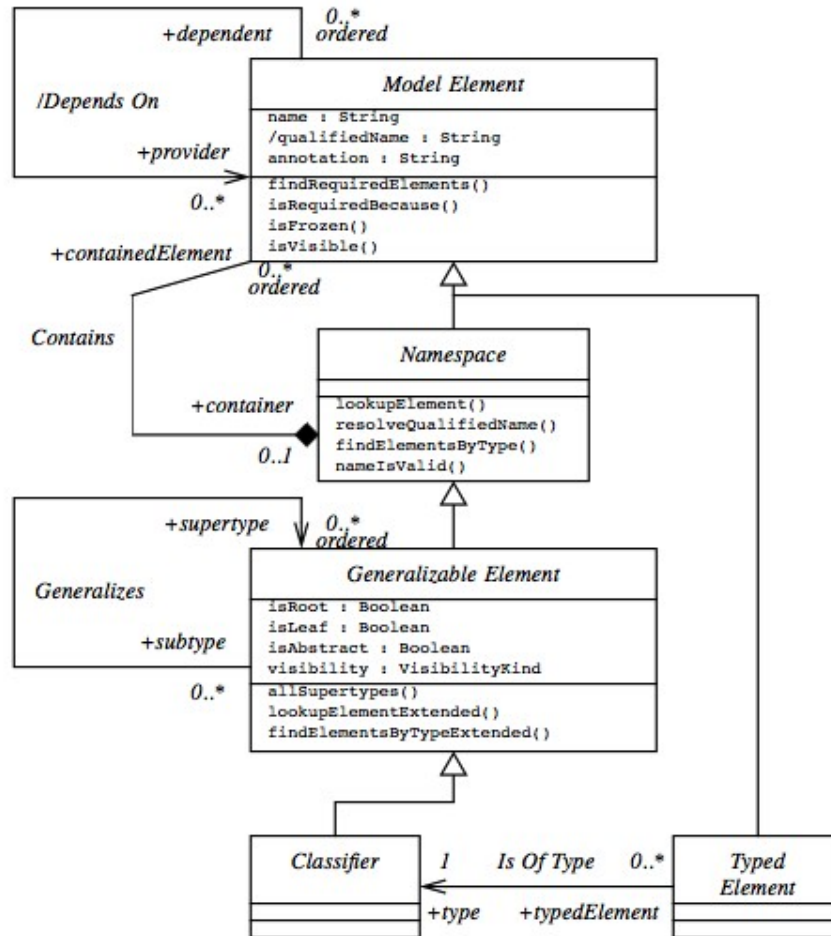 0..*
+dependent
ordered
Model Element
/Depends On
name : String
/qualifiedName : String
annotation : String
+provider
0..*
findRequiredElements()
isRequiredBecause()
isFrozen()
isVisible()
+containedElement
0..*
ordered
Contains
Namespace
+container
0..1
lookupElement()
resolveQualifiedName()
findElementsByType()
nameIsValid()
+supertype
0..*
ordered
Generalizes
Generalizable Element
isRoot : Boolean
isLeaf : Boolean
isAbstract : Boolean
visibility : VisibilityKind
+subtype
0..*
allSupertypes()
lookupElementExtended()
findElementsByTypeExtended()
Classifier
1
Is Of Type
0..*
Typed
Element
+type
+typedElement